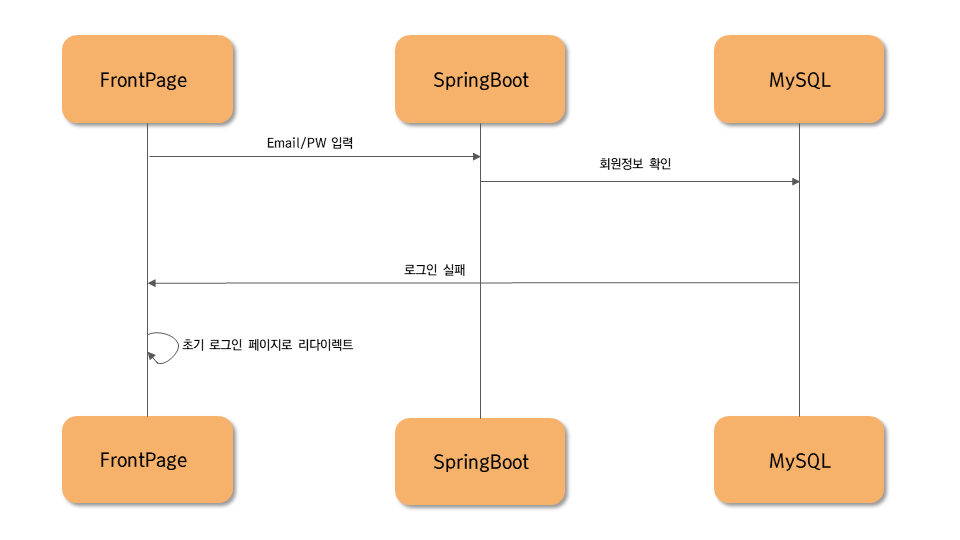 FrontPage
SpringBoot
MySQL
Email/PW 입력
회원정보 확인
로그인 실패
초기 로그인 페이지로 리다이렉트
FrontPage
SpringBoot
MySQL